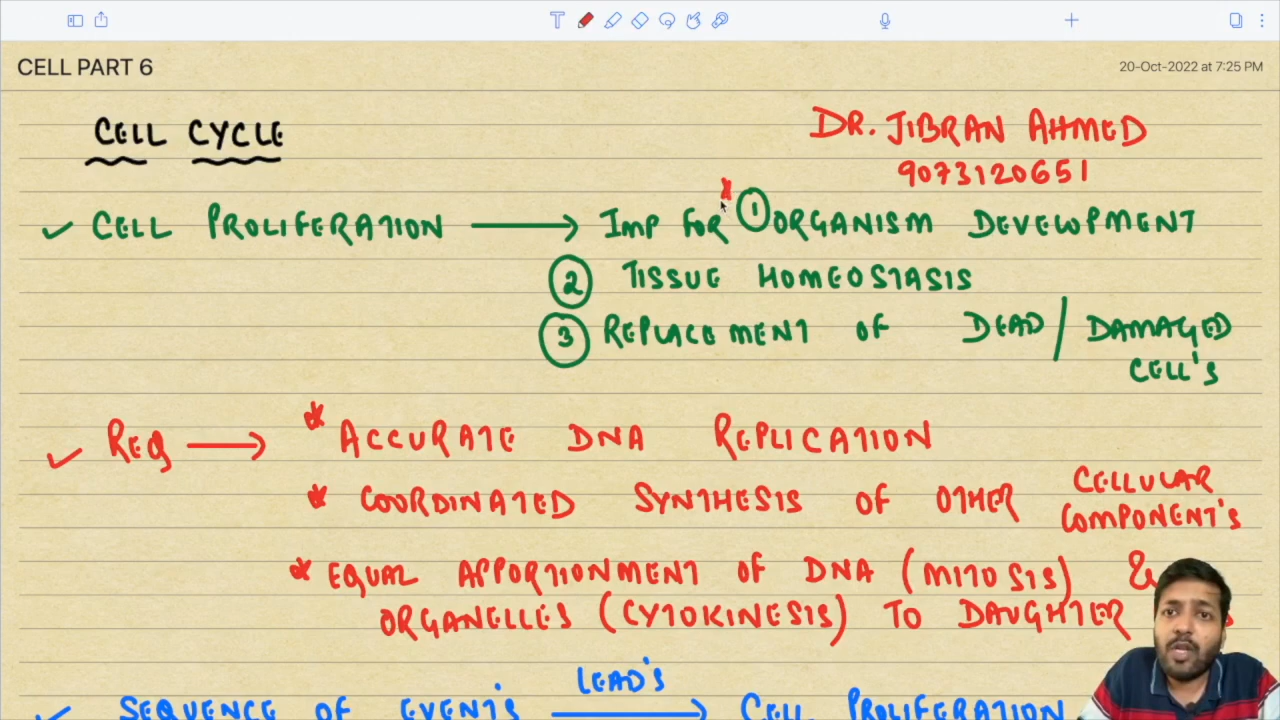 CELL PART 6
20-Oct-2022 at 7:25 PM
CELL CYCLE
DR. JIBRAN AHMED
9073120651
✓ CELL PROLIFERATION ⟶ IMP FOR * ① ORGANISM DEVELOPMENT
② TISSUE HOMEOSTASIS
③ REPLACEMENT OF DEAD / DAMAGED
CELL'S
✓ REQ ⟶ * ACCURATE DNA REPLICATION
* COORDINATED SYNTHESIS OF OTHER CELLULAR
COMPONENT'S
* EQUAL APPORTIONMENT OF DNA (MITOSIS) &
ORGANELLES (CYTOKINESIS) TO DAUGHTER
LEAD'S
✓ SEQUENCE OF EVENT'S ⟶ CELL PROLIFERATION